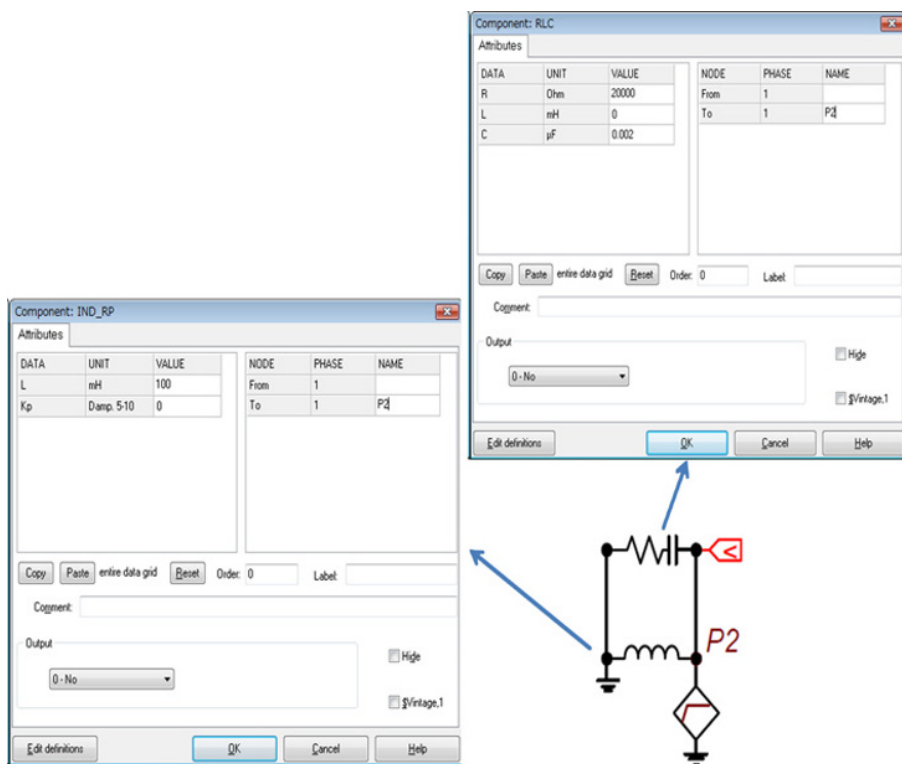 Component: RLC
Attributes
DATA UNIT VALUE
R Ohm 20000
L mH 0
C µF 0.002
NODE PHASE NAME
From 1
To 1 P2
Copy Paste entire data grid Reset Order: 0 Label:
Comment:
Output
0 - No
Hide
$Vintage,1
Edit definitions OK Cancel Help
Component: IND_RP
Attributes
DATA UNIT VALUE
L mH 100
Kp Damp. 5-10 0
NODE PHASE NAME
From 1
To 1 P2
Copy Paste entire data grid Reset Order: 0 Label:
Comment:
Output
0 - No
Hide
$Vintage,1
Edit definitions OK Cancel Help
V
P2